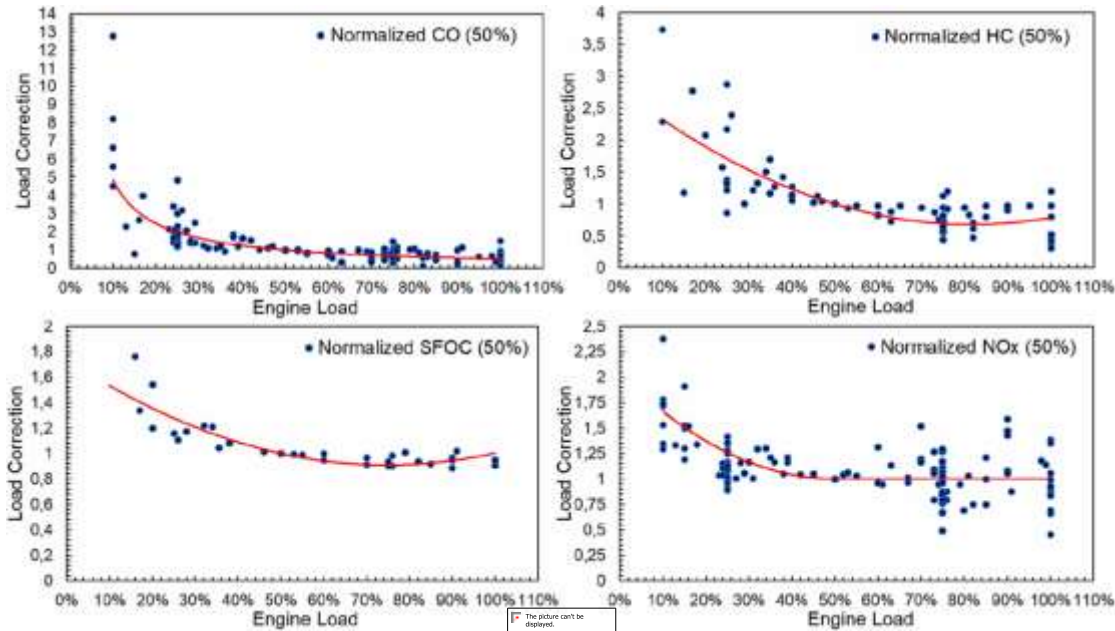 Normalized CO (50%)
14
13
12
11
10
9
8
7
6
5
4
3
2
1
0
Load Correction
0% 10% 20% 30% 40% 50% 60% 70% 80% 90% 100% 110%
Engine Load
Normalized HC (50%)
4
3,5
3
2,5
2
1,5
1
0,5
0
Load Correction
0% 10% 20% 30% 40% 50% 60% 70% 80% 90% 100% 110%
Engine Load
Normalized SFOC (50%)
2
1,8
1,6
1,4
1,2
1
0,8
0,6
0,4
0,2
0
Load Correction
0% 10% 20% 30% 40% 50% 60% 70% 80% 90% 100% 110%
Engine Load
Normalized NOx (50%)
2,5
2,25
2
1,75
1,5
1,25
1
0,75
0,5
0,25
0
Load Correction
0% 10% 20% 30% 40% 50% 60% 70% 80% 90% 100% 110%
Engine Load
The picture can't be
displayed.